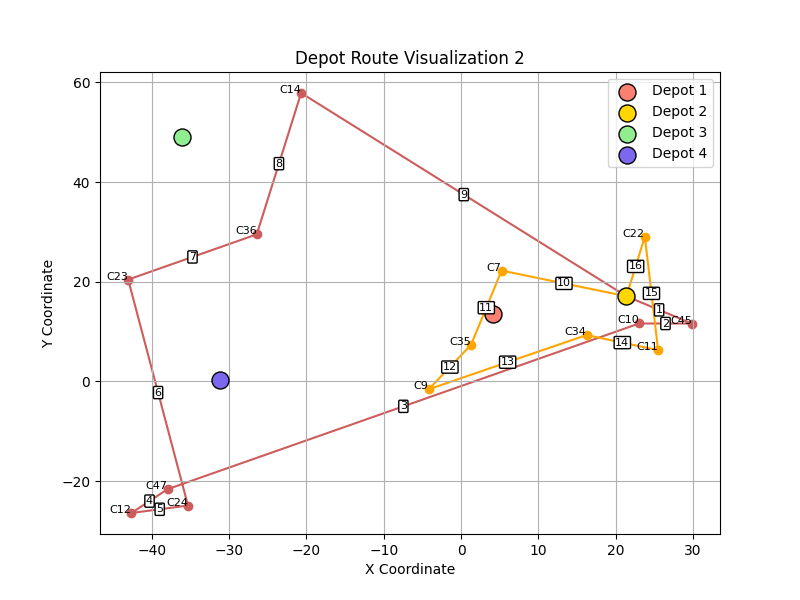 Depot Route Visualization 2
Depot 1
Depot 2
Depot 3
Depot 4
60
40
20
0
−20
Y Coordinate
C14
C36
C23
C7
C22
C10
C45
C35
C34
C11
C9
C47
C24
C12
8
9
7
16
10
15
11
1
2
14
13
12
6
3
4
5
−40
−30
−20
−10
0
10
20
30
X Coordinate